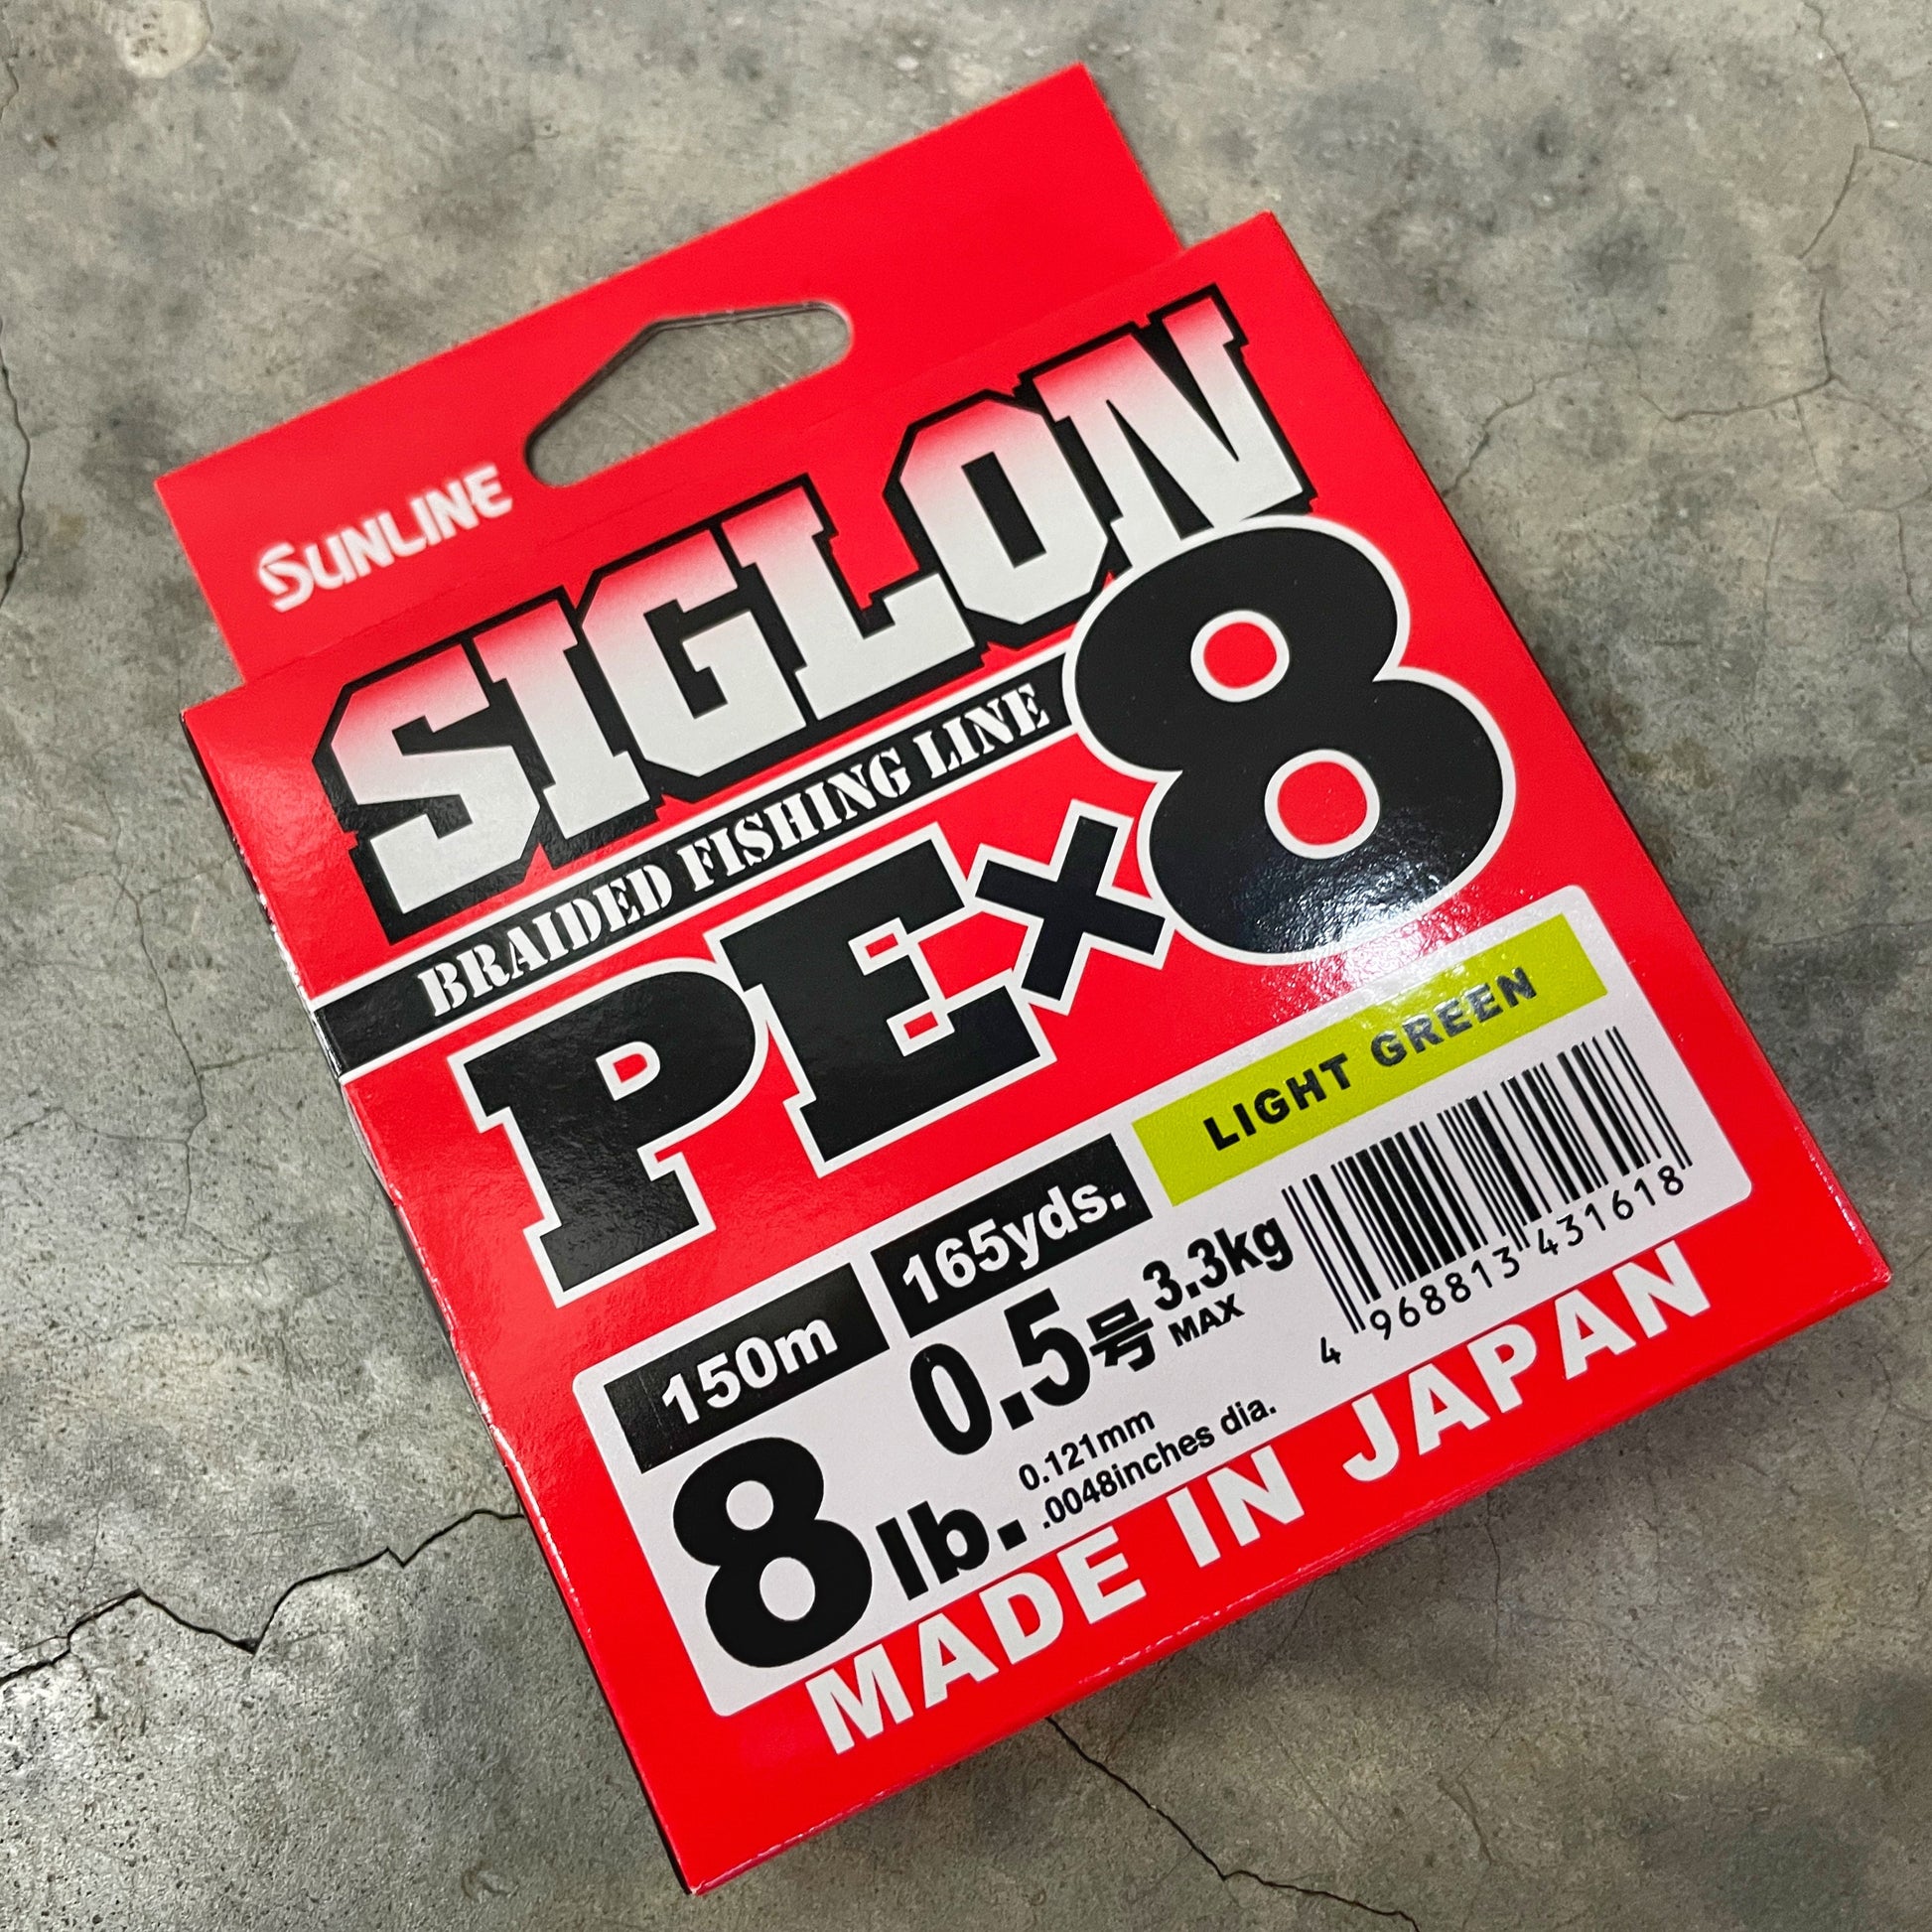 SUNLINE
SIGLON
BRAIDED FISHING LINE
PE×8
LIGHT GREEN
150m 165yds.
8lb. 0.5号 3.3kg
MAX
0.121mm
.0048inches dia.
4 968813 431618
MADE IN JAPAN